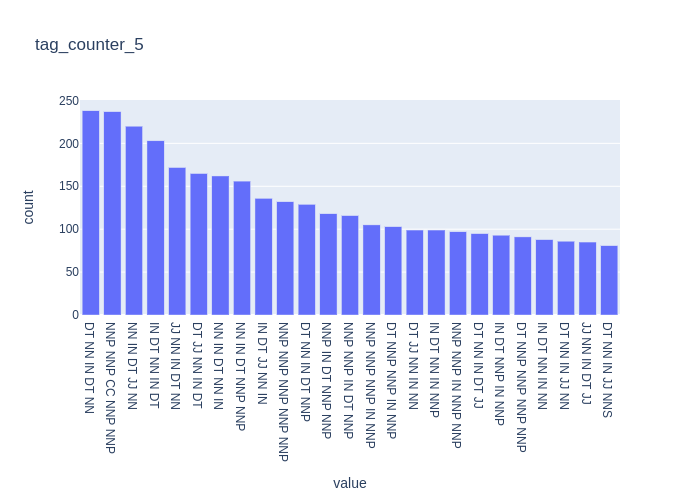 tag_counter_5
count
250
200
150
100
50
0
DT NN IN DT NN
NNP NNP CC NNP NNP
NN IN DT JJ NN
IN DT NN IN DT
JJ NN IN DT NN
DT JJ NN IN DT
NN IN DT NN IN
NN IN DT NNP NNP
IN DT JJ NN IN
NNP NNP NNP NNP NNP
DT NN IN DT NNP
NNP IN DT NNP NNP
NNP NNP IN DT NNP
NNP NNP NNP IN NNP
DT NNP NNP IN NNP
DT JJ NN IN NN
IN DT NN IN NNP
NNP NNP IN NNP NNP
DT NN IN DT JJ
IN DT NNP IN NNP
DT NNP NNP NNP NNP
IN DT NN IN NN
DT NN IN JJ NN
JJ NN IN DT JJ
DT NN IN JJ NNS
value